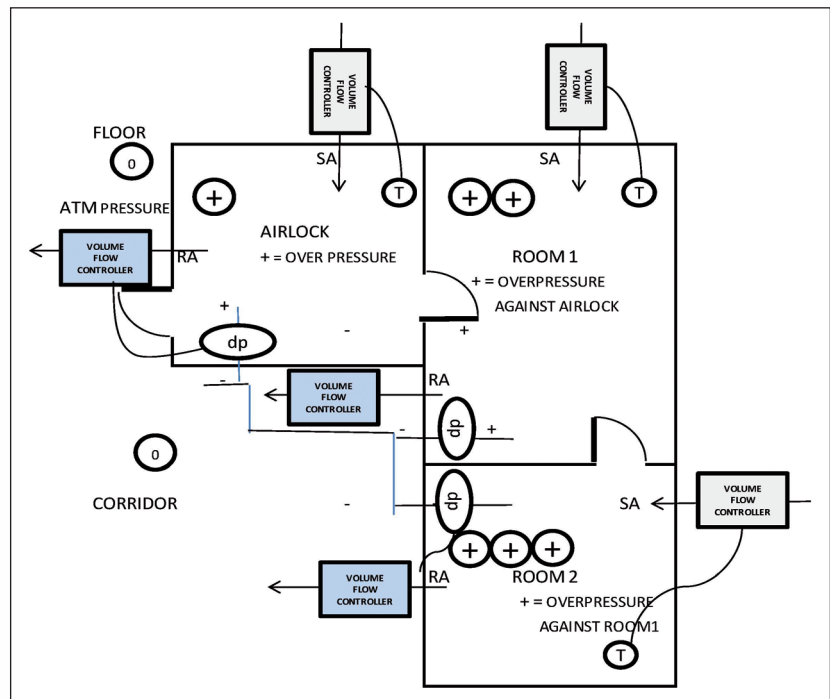 VOLUME
FLOW
CONTROLLER
VOLUME
FLOW
CONTROLLER
FLOOR
0
SA
T
SA
T
+
+ +
ATM PRESSURE
VOLUME
FLOW
CONTROLLER
RA
AIRLOCK
+ = OVER PRESSURE
ROOM 1
+ = OVERPRESSURE
AGAINST AIRLOCK
+
-
+
dp
-
VOLUME
FLOW
CONTROLLER
RA
-
dp
+
0
CORRIDOR
-
dp
SA
VOLUME
FLOW
CONTROLLER
+ + +
VOLUME
FLOW
CONTROLLER
RA
ROOM 2
+ = OVERPRESSURE
AGAINST ROOM1
T